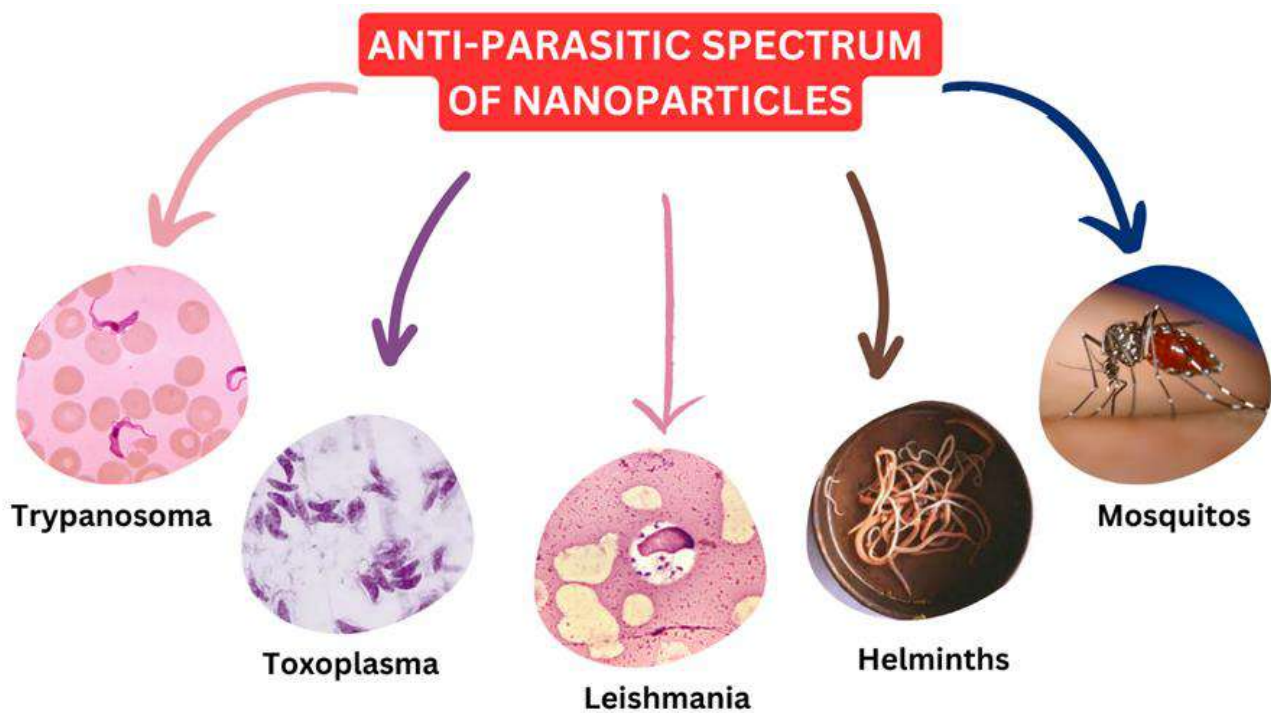 ANTI-PARASITIC SPECTRUM
OF NANOPARTICLES
Trypanosoma
Toxoplasma
Leishmania
Helminths
Mosquitos